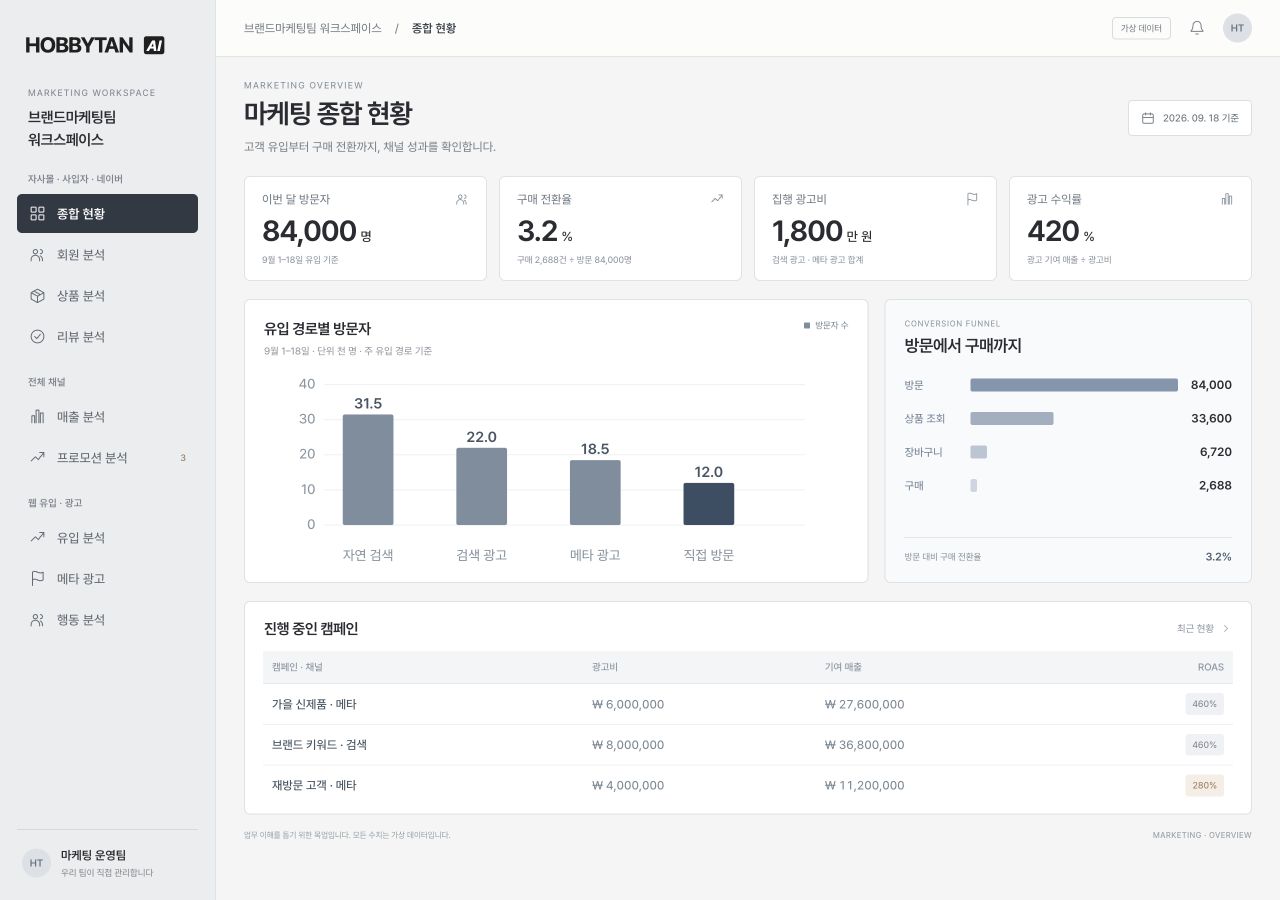 HOBBYTAN AI
MARKETING WORKSPACE
브랜드마케팅팀
워크스페이스
자사몰 · 사입자 · 네이버
종합 현황
회원 분석
상품 분석
리뷰 분석
전체 채널
매출 분석
프로모션 분석 3
웹 유입 · 광고
유입 분석
메타 광고
행동 분석
HT
마케팅 운영팀
우리 팀이 직접 관리합니다
브랜드마케팅팀 워크스페이스 / 종합 현황
가상 데이터
HT
MARKETING OVERVIEW
마케팅 종합 현황
고객 유입부터 구매 전환까지, 채널 성과를 확인합니다.
2026. 09. 18 기준
이번 달 방문자
84,000 명
9월 1–18일 유입 기준
구매 전환율
3.2 %
구매 2,688건 ÷ 방문 84,000명
집행 광고비
1,800 만 원
검색 광고 · 메타 광고 합계
광고 수익률
420 %
광고 기여 매출 ÷ 광고비
유입 경로별 방문자
방문자 수
9월 1–18일 · 단위 천 명 · 주 유입 경로 기준
40
30
20
10
0
31.5
22.0
18.5
12.0
자연 검색
검색 광고
메타 광고
직접 방문
CONVERSION FUNNEL
방문에서 구매까지
방문 84,000
상품 조회 33,600
장바구니 6,720
구매 2,688
방문 대비 구매 전환율 3.2%
진행 중인 캠페인
최근 현황
캠페인 · 채널 광고비 기여 매출 ROAS
가을 신제품 · 메타 ₩ 6,000,000 ₩ 27,600,000 460%
브랜드 키워드 · 검색 ₩ 8,000,000 ₩ 36,800,000 460%
재방문 고객 · 메타 ₩ 4,000,000 ₩ 11,200,000 280%
업무 이해를 돕기 위한 목업입니다. 모든 수치는 가상 데이터입니다.
MARKETING · OVERVIEW